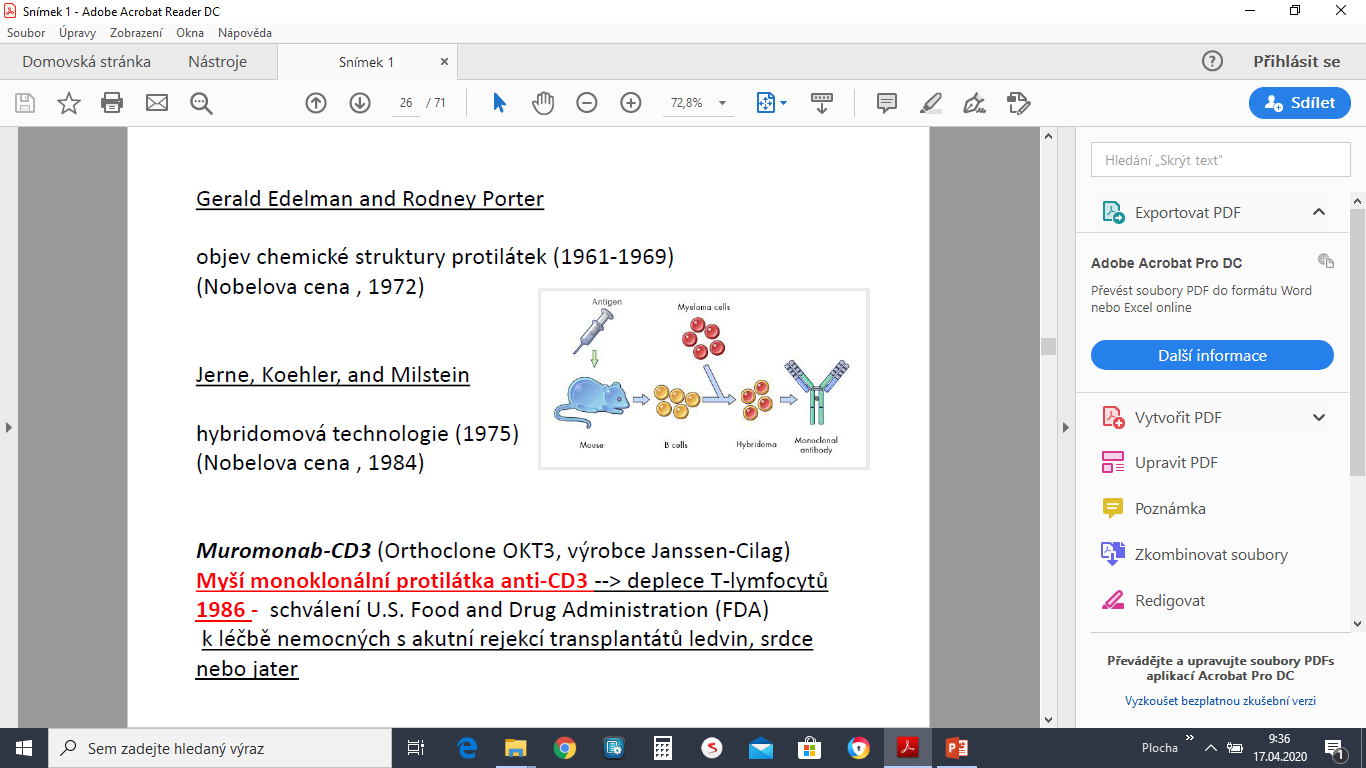 Snímek 1 - Adobe Acrobat Reader DC
Soubor Úpravy Zobrazení Okna Nápověda
Domovská stránka Nástroje Snímek 1 × ? Přihlásit se
26 / 71 72,8% Sdílet
Gerald Edelman and Rodney Porter
objev chemické struktury protilátek (1961-1969)
(Nobelova cena , 1972)
Antigen
Myeloma cells
Mouse
B cells
Hybridoma
Monoclonal
antibody
Jerne, Koehler, and Milstein
hybridomová technologie (1975)
(Nobelova cena , 1984)
Muromonab-CD3 (Orthoclone OKT3, výrobce Janssen-Cilag)
Myší monoklonální protilátka anti-CD3 --> deplece T-lymfocytů
1986 - schválení U.S. Food and Drug Administration (FDA)
k léčbě nemocných s akutní rejekcí transplantátů ledvin, srdce
nebo jater
Hledání „Skrýt text"
Exportovat PDF
Adobe Acrobat Pro DC
Převést soubory PDF do formátu Word
nebo Excel online
Další informace
Vytvořit PDF
Upravit PDF
Poznámka
Zkombinovat soubory
Redigovat
Převádějte a upravujte soubory PDFs
aplikací Acrobat Pro DC
Vyzkoušet bezplatnou zkušební verzi
Sem zadejte hledaný výraz
Plocha »
9:36
17.04.2020
1